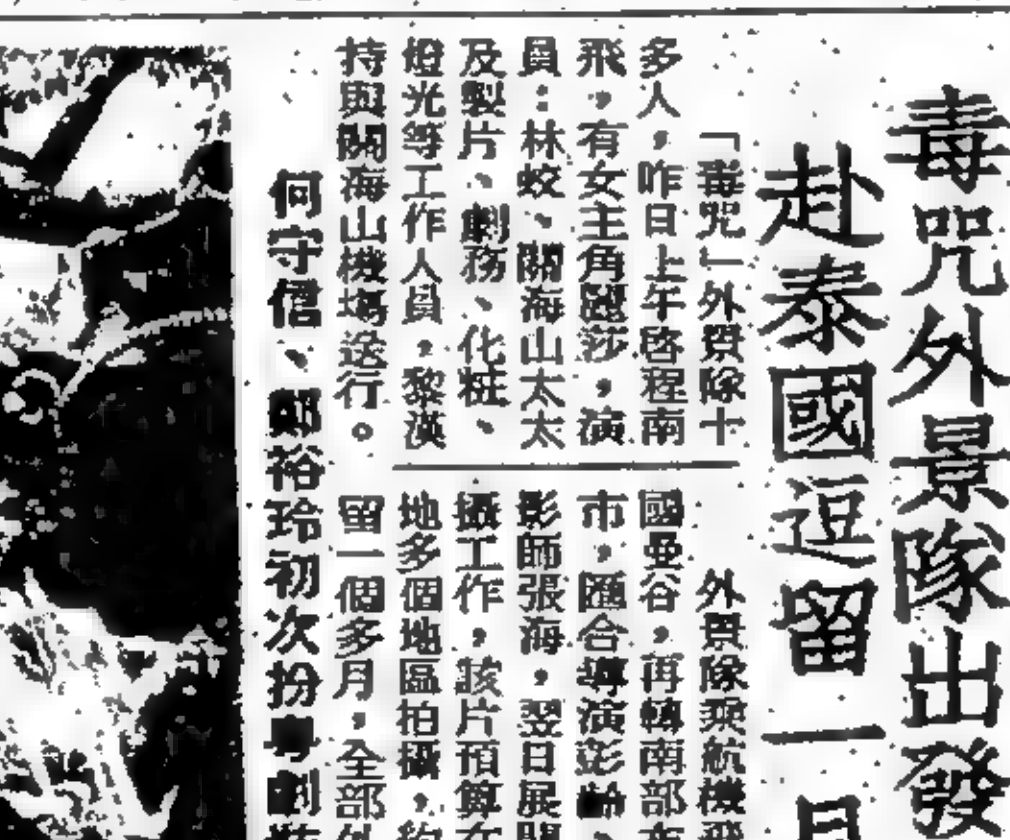 毒咒外景隊出發
赴泰國逗留一月
「毒咒」外景隊十
多人，昨日上午啓程南
飛，有女主角麗莎，演
員：林蛟、關海山太太
及製片、劇務、化粧、
燈光等工作人員，黎漢
持與關海山機場送行。
外景隊乘航機飛
國曼谷，再轉南部
市，匯合導演彭
影師張海，翌日展開
攝工作，該片預算在
地多個地區拍攝，約
留一個多月，全部外
何守信、鄭裕玲初次扮粵劇